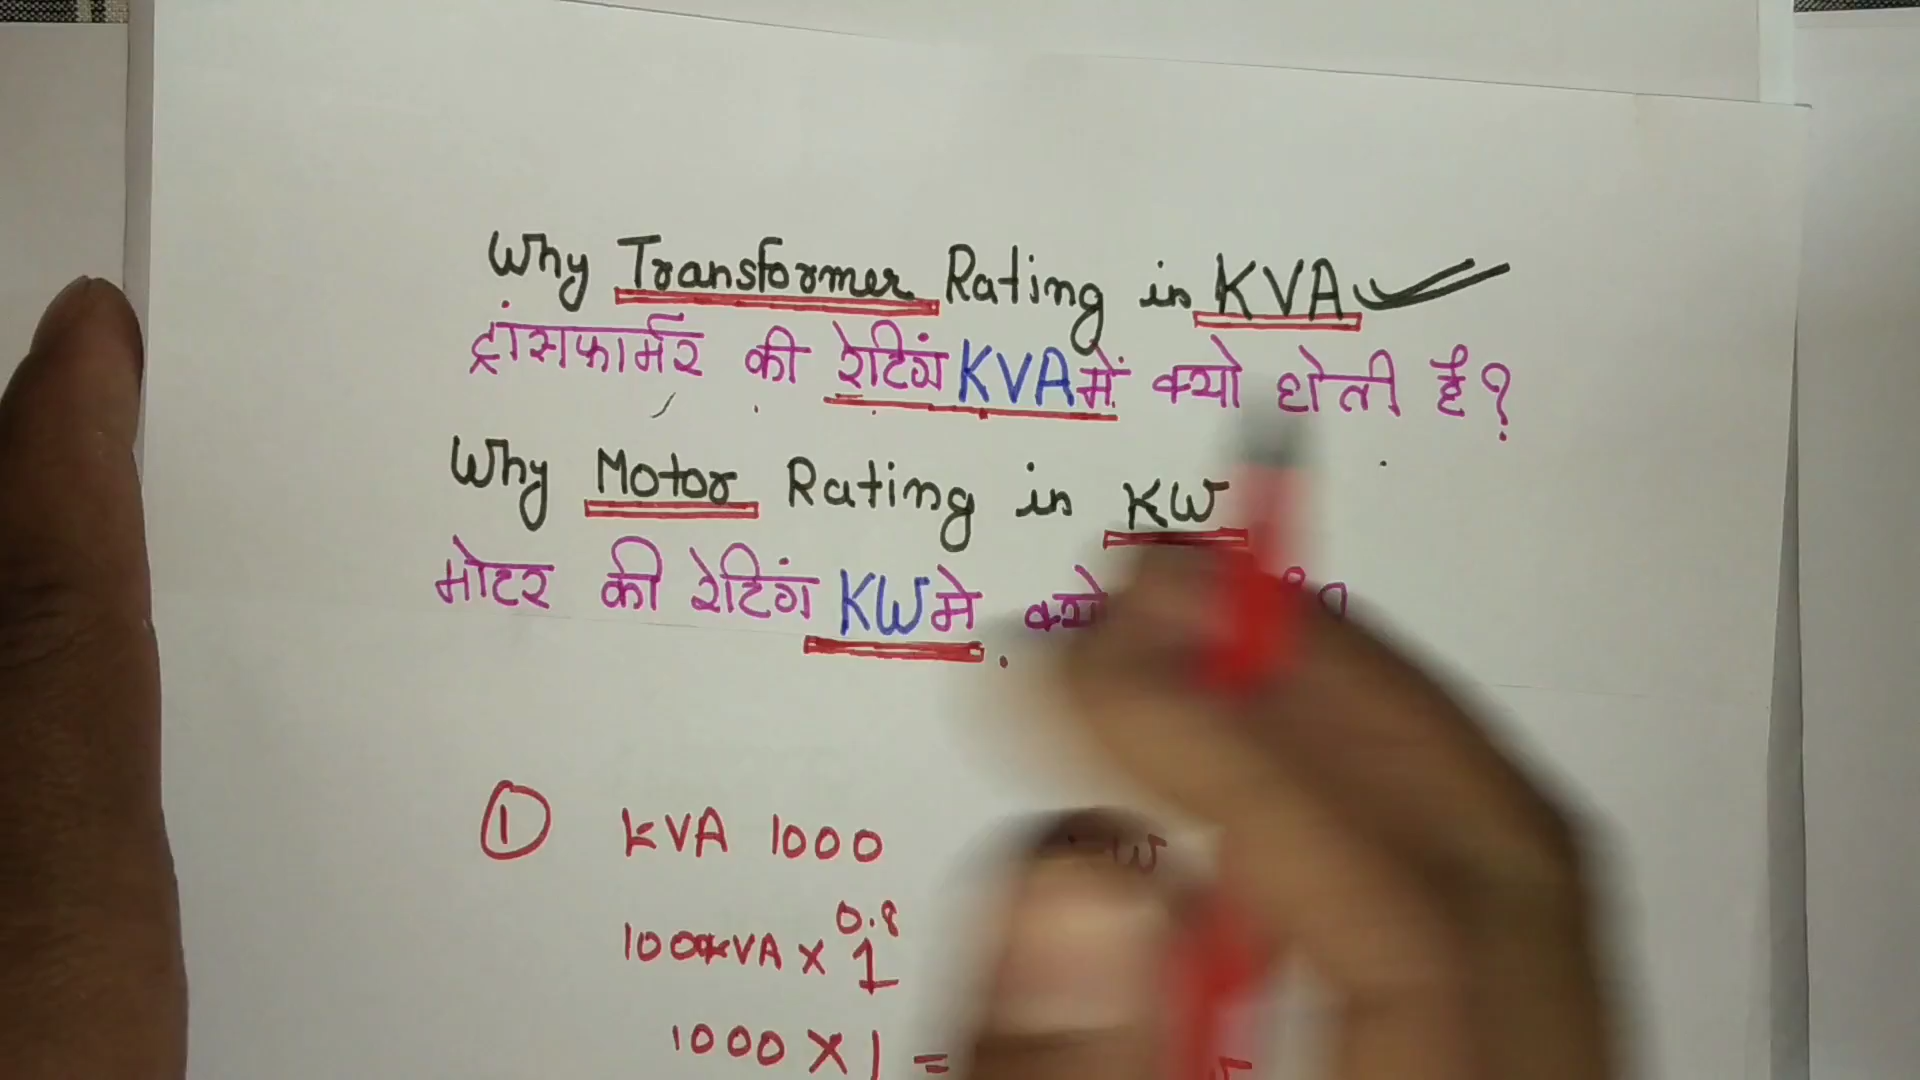 Why Transformer Rating in KVA
ट्रांसफार्मर की रेटिंग KVA में क्यो होती है?
Why Motor Rating in KW
मोटर की रेटिंग KW मे क्यो
1 KVA 1000
0.8
1000KVA X 1
1000 X 1 =